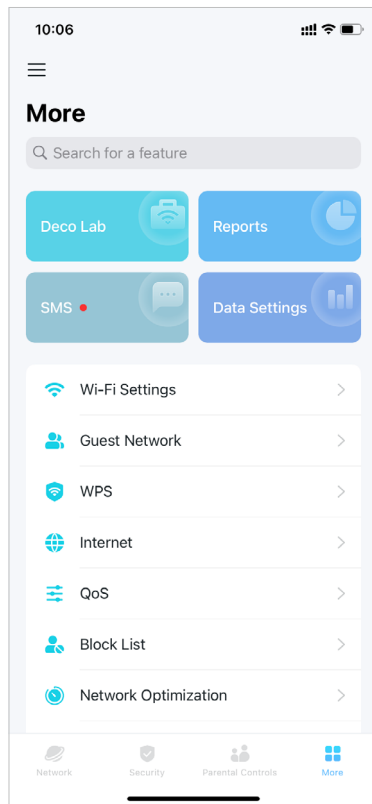 10:06
More
Search for a feature
Deco Lab
Reports
SMS
Data Settings
Wi-Fi Settings
Guest Network
WPS
Internet
QoS
Block List
Network Optimization
Network Security Parental Controls More